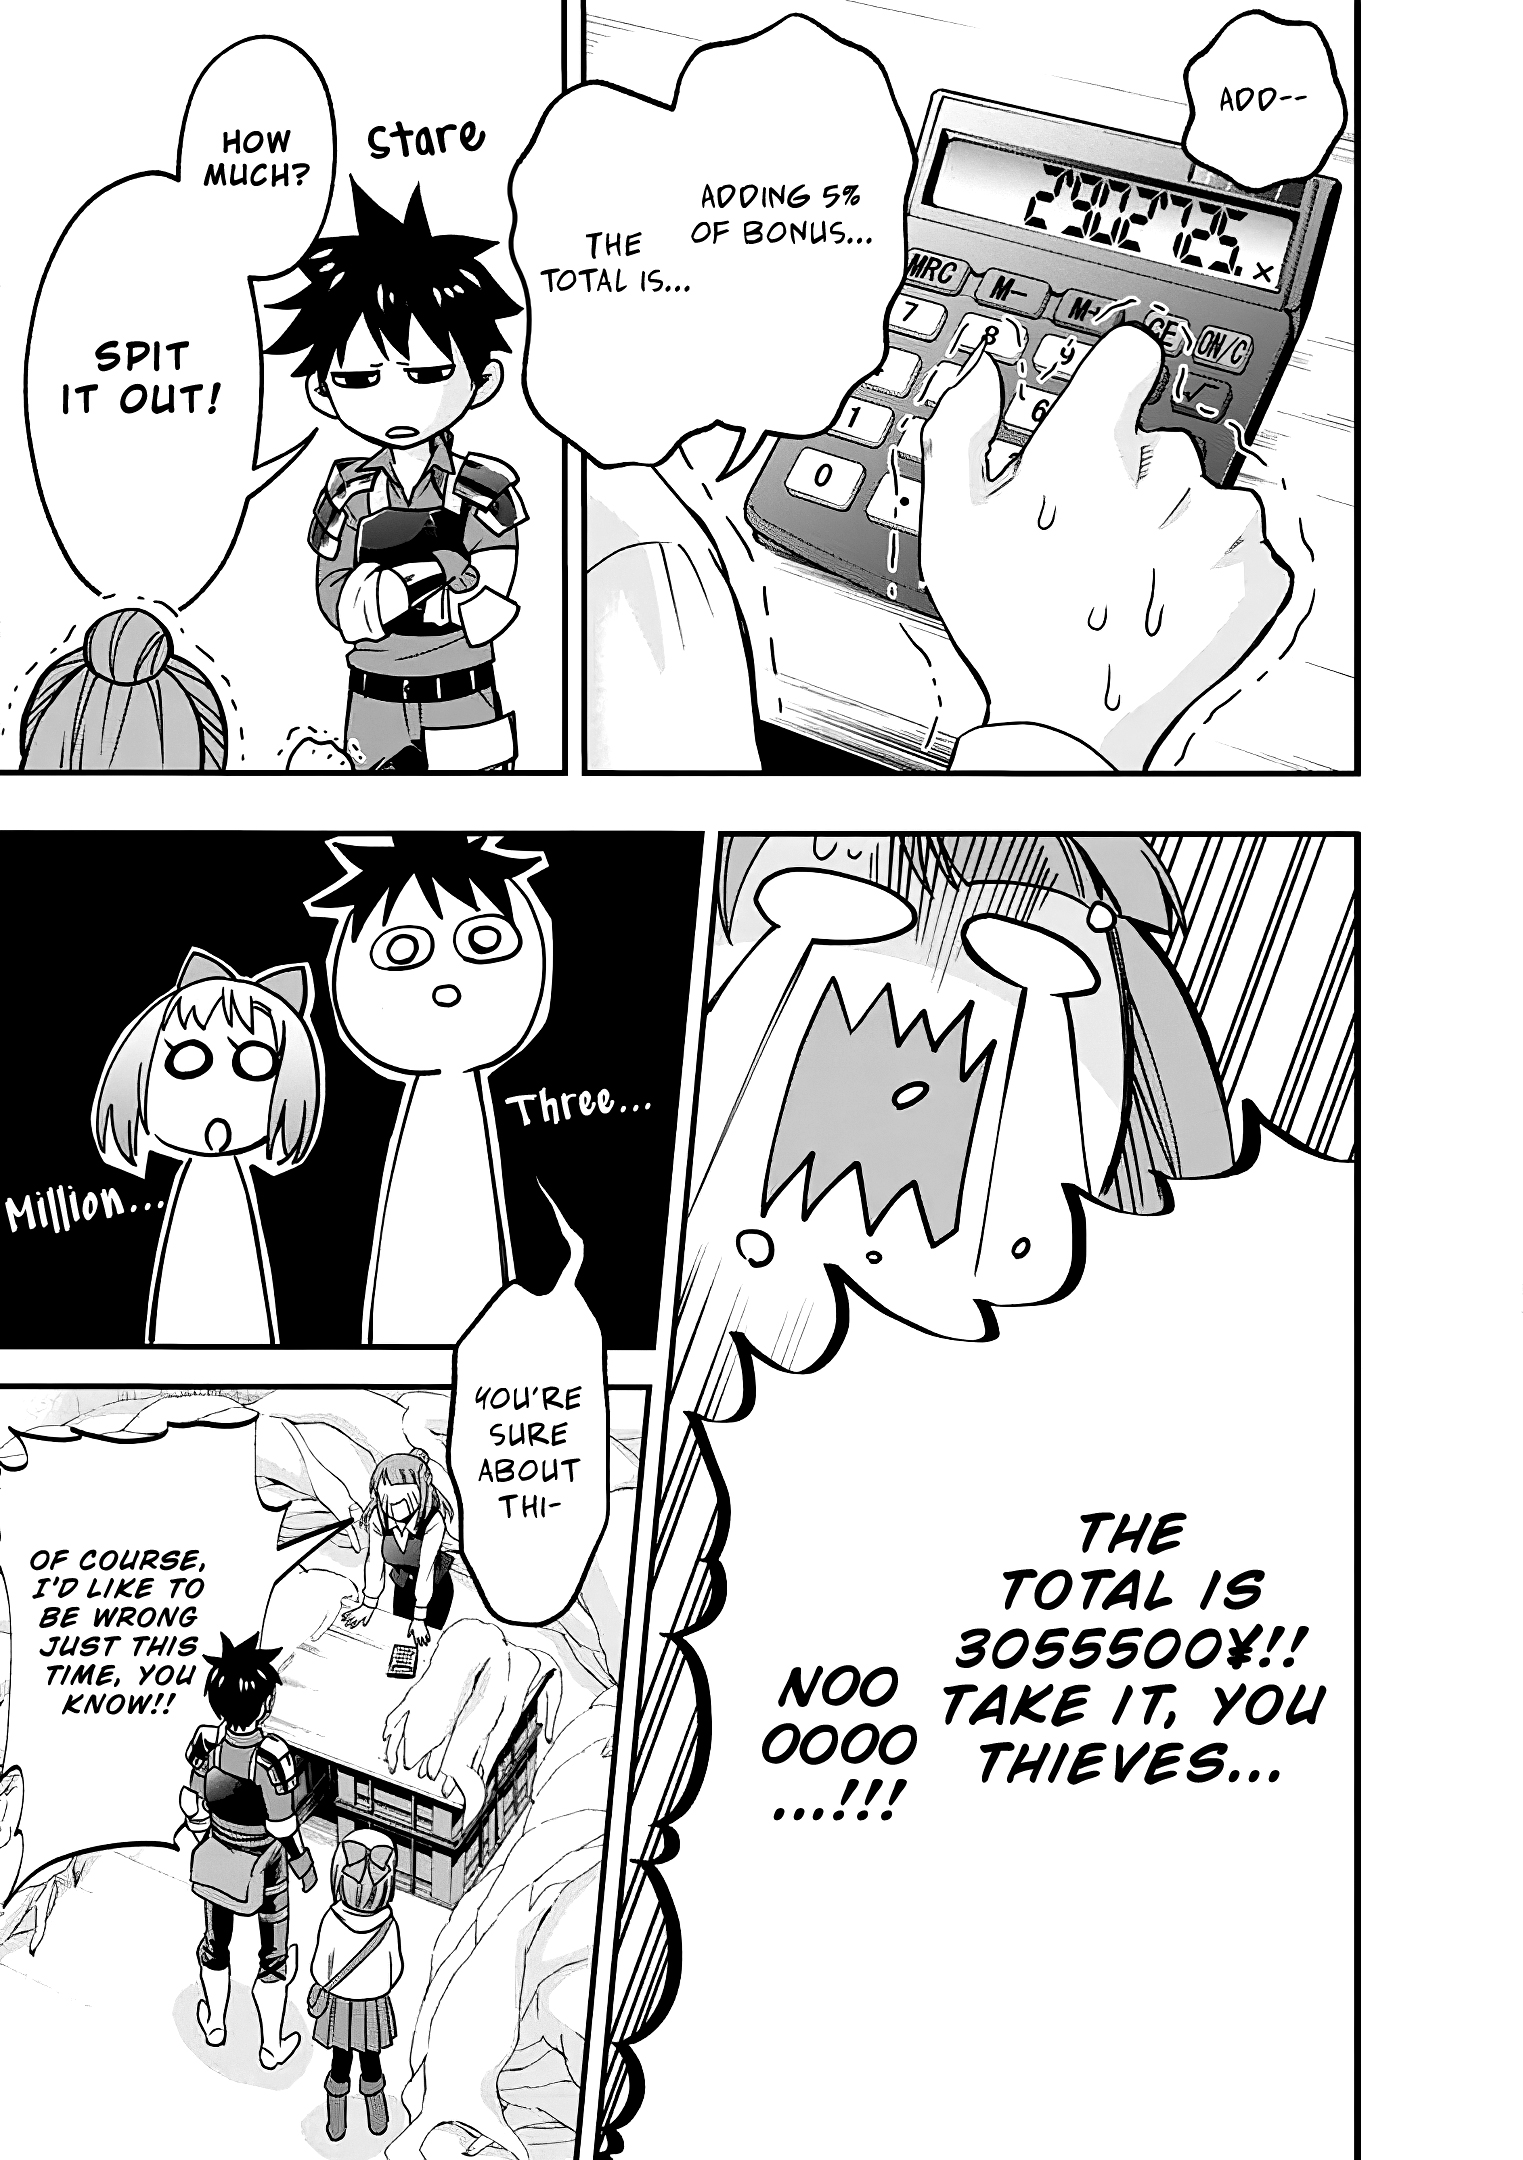 ADD--
ADDING 5%
OF BONUS...
THE
TOTAL IS...
MRC
M-
M+
CE
ON/C
7
8
9
√
6
1
0
.
stare
HOW
MUCH?
SPIT
IT OUT!
THE
TOTAL IS
3055500¥!!
TAKE IT, YOU
THIEVES...
NOO
OOOO
...!!!
Three...
Million...
YOU'RE
SURE
ABOUT
THI-
OF COURSE,
I'D LIKE TO
BE WRONG
JUST THIS
TIME, YOU
KNOW!!